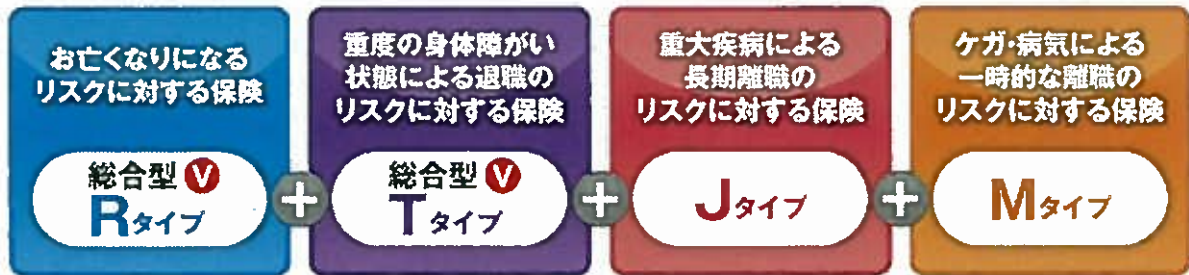 お亡くなりになる
リスクに対する保険
総合型 V
Rタイプ
+
重度の身体障がい
状態による退職の
リスクに対する保険
総合型 V
Tタイプ
+
重大疾病による
長期離職の
リスクに対する保険
Jタイプ
+
ケガ・病気による
一時的な離職の
リスクに対する保険
Mタイプ